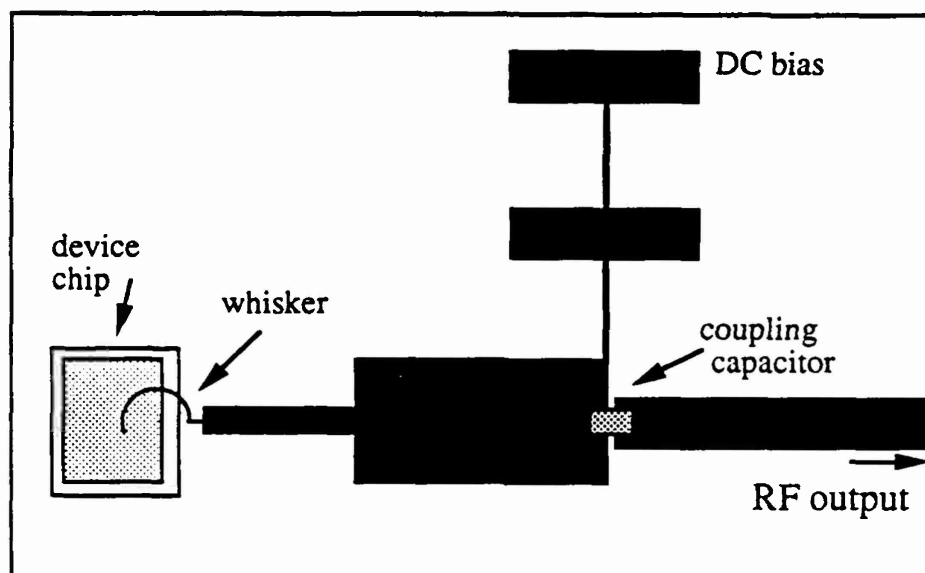 DC bias
device
chip
whisker
coupling
capacitor
RF output